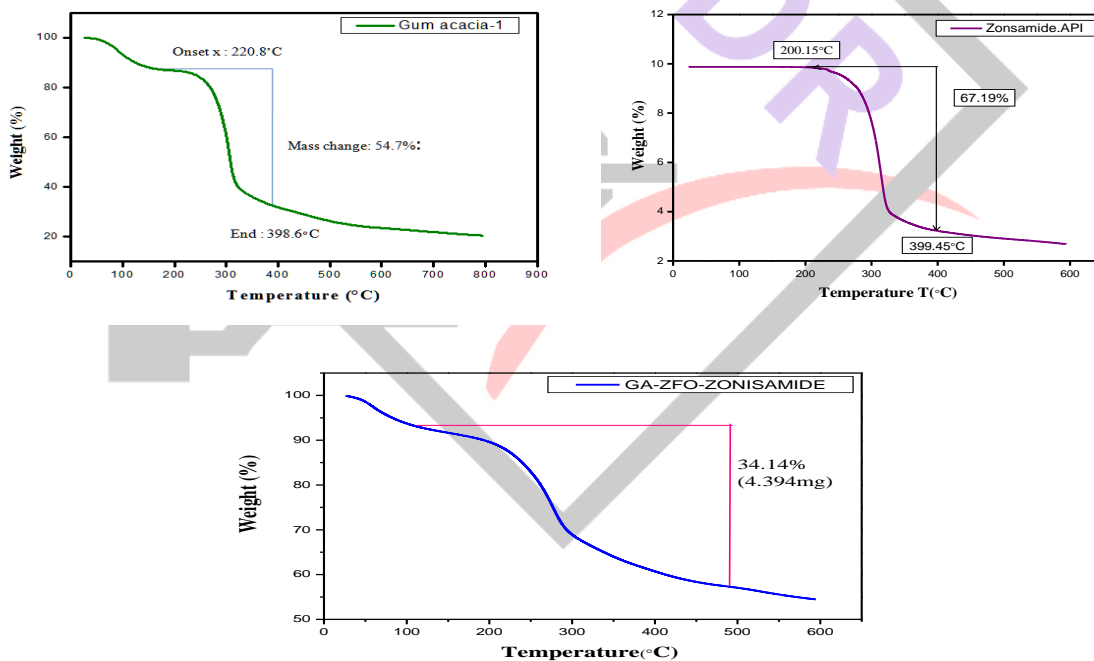 Gum acacia-1
Onset x : 220.8°C
Mass change: 54.7%:
End : 398.6°C
Weight (%)
100
80
60
40
20
0 100 200 300 400 500 600 700 800 900
Temperature (°C)
Zonsamide.API
200.15°C
67.19%
399.45°C
Weight (%)
12
10
8
6
4
2
0 100 200 300 400 500 600
Temperature T(°C)
DR
GA-ZFO-ZONISAMIDE
34.14%
(4.394mg)
Weight (%)
100
90
80
70
60
50
0 100 200 300 400 500 600
Temperature(°C)